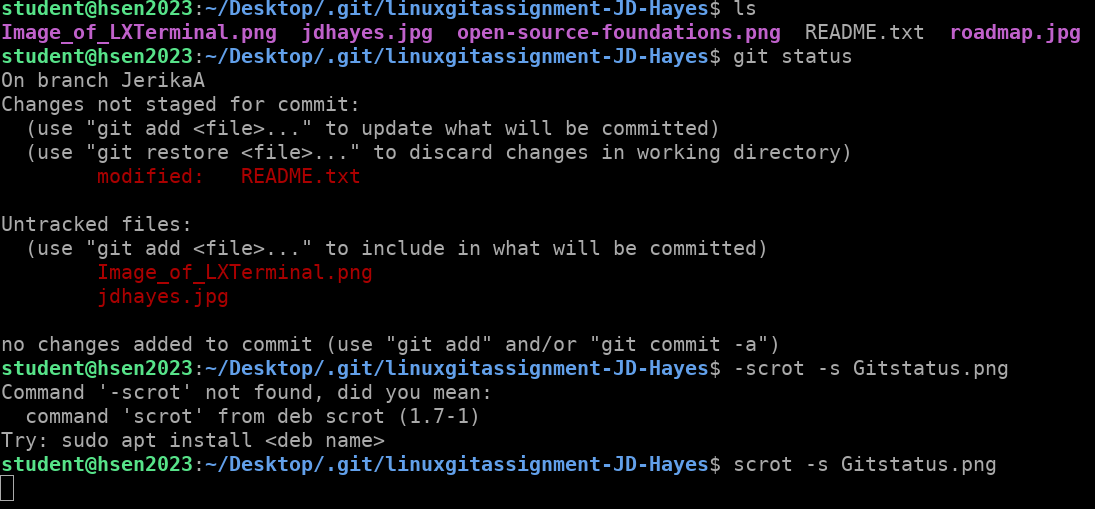 student@hsen2023:~/Desktop/.git/linuxgitassignment-JD-Hayes$ ls
Image_of_LXTerminal.png  jdhayes.jpg  open-source-foundations.png  README.txt  roadmap.jpg
student@hsen2023:~/Desktop/.git/linuxgitassignment-JD-Hayes$ git status
On branch JerikaA
Changes not staged for commit:
  (use "git add <file>..." to update what will be committed)
  (use "git restore <file>..." to discard changes in working directory)
        modified:   README.txt

Untracked files:
  (use "git add <file>..." to include in what will be committed)
        Image_of_LXTerminal.png
        jdhayes.jpg

no changes added to commit (use "git add" and/or "git commit -a")
student@hsen2023:~/Desktop/.git/linuxgitassignment-JD-Hayes$ -scrot -s Gitstatus.png
Command '-scrot' not found, did you mean:
  command 'scrot' from deb scrot (1.7-1)
Try: sudo apt install <deb name>
student@hsen2023:~/Desktop/.git/linuxgitassignment-JD-Hayes$ scrot -s Gitstatus.png